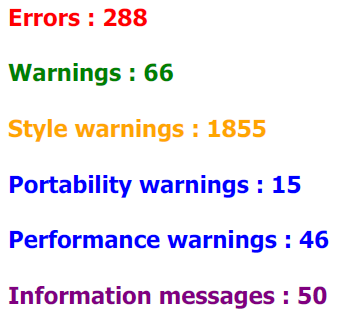 Errors : 288
Warnings : 66
Style warnings : 1855
Portability warnings : 15
Performance warnings : 46
Information messages : 50